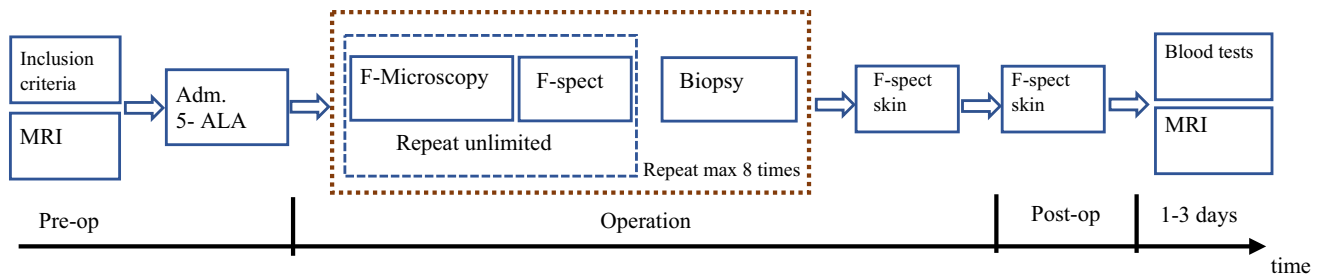 Inclusion
criteria
MRI
Adm.
5- ALA
F-Microscopy
F-spect
Repeat unlimited
Biopsy
Repeat max 8 times
F-spect
skin
F-spect
skin
Blood tests
MRI
Pre-op
Operation
Post-op
1-3 days
time